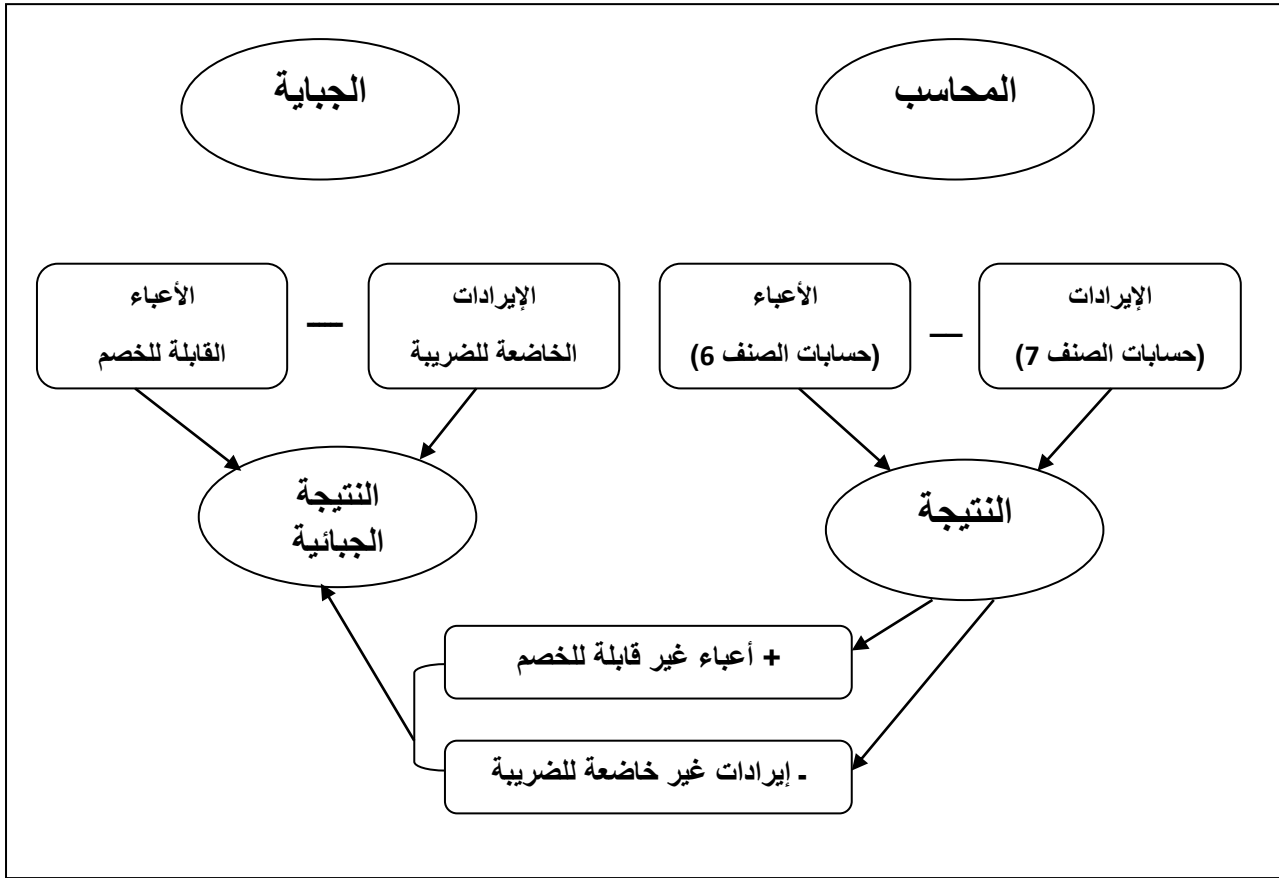 المحاسب
الجباية
الإيرادات
(حسابات الصنف 7)
—
الأعباء
(حسابات الصنف 6)
الإيرادات
الخاضعة للضريبة
—
الأعباء
القابلة للخصم
النتيجة
النتيجة
الجبائية
+ أعباء غير قابلة للخصم
- إيرادات غير خاضعة للضريبة